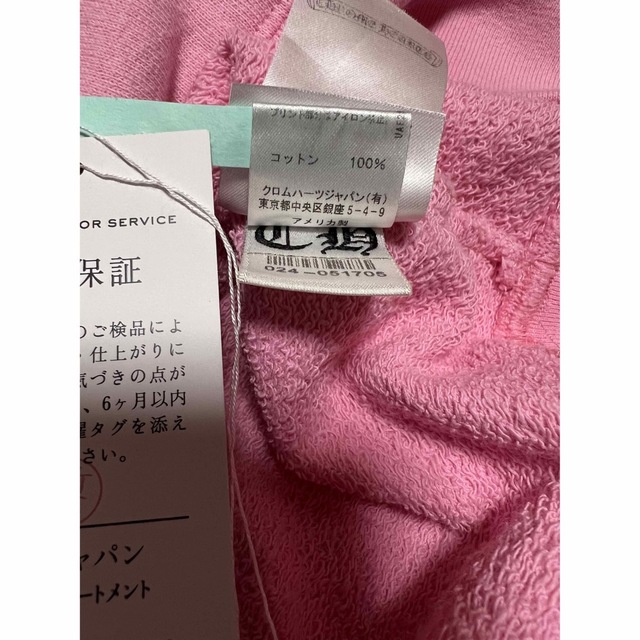 プリント部分はアイロン禁止
コットン 100%
クロムハーツジャパン(有)
東京都中央区銀座5-4-9
アメリカ製
CH
024-051705
OR SERVICE
保証
のご検品によ
仕上がりに
気づきの点が
、6ヶ月以内
タグを添え
さい。
ャパン
ートメント